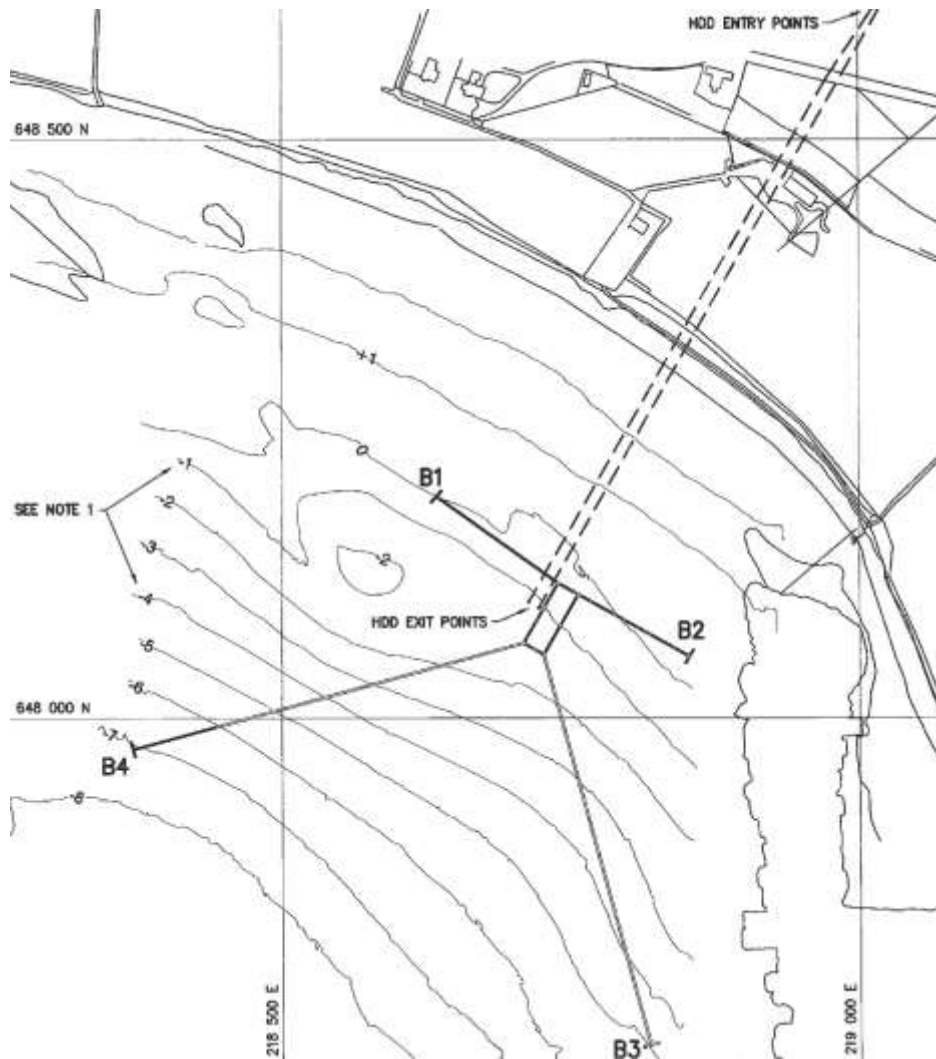 HDD ENTRY POINTS
648 500 N
+1
0
B1
-1
-2
SEE NOTE 1
-3
-2
-4
HDD EXIT POINTS
B2
-5
-6
648 000 N
-7
B4
-8
218 500 E
219 000 E
B3